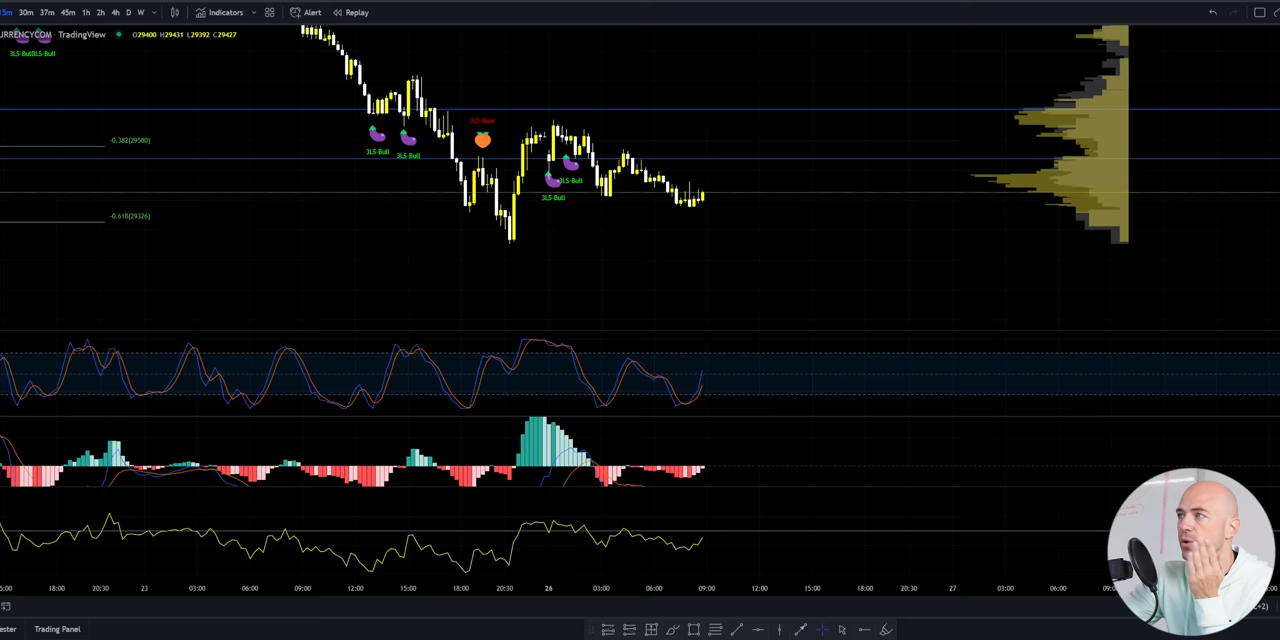 15m 30m 37m 45m 1h 2h 4h D W Indicators Alert Replay
RRENCYCOM TradingView O29400 H29431 L29392 C29427
3LS-Bull 3LS-Bull
3LS-Bear
-0.382(29580)
3LS-Bull 3LS-Bull
3LS-Bull
3LS-Bull
-0.618(29326)
18:00 20:30 23 03:00 06:00 09:00 12:00 15:00 18:00 20:30 26 03:00 06:00 09:00 12:00 15:00 18:00 20:30 27 03:00 06:00
Trading Panel